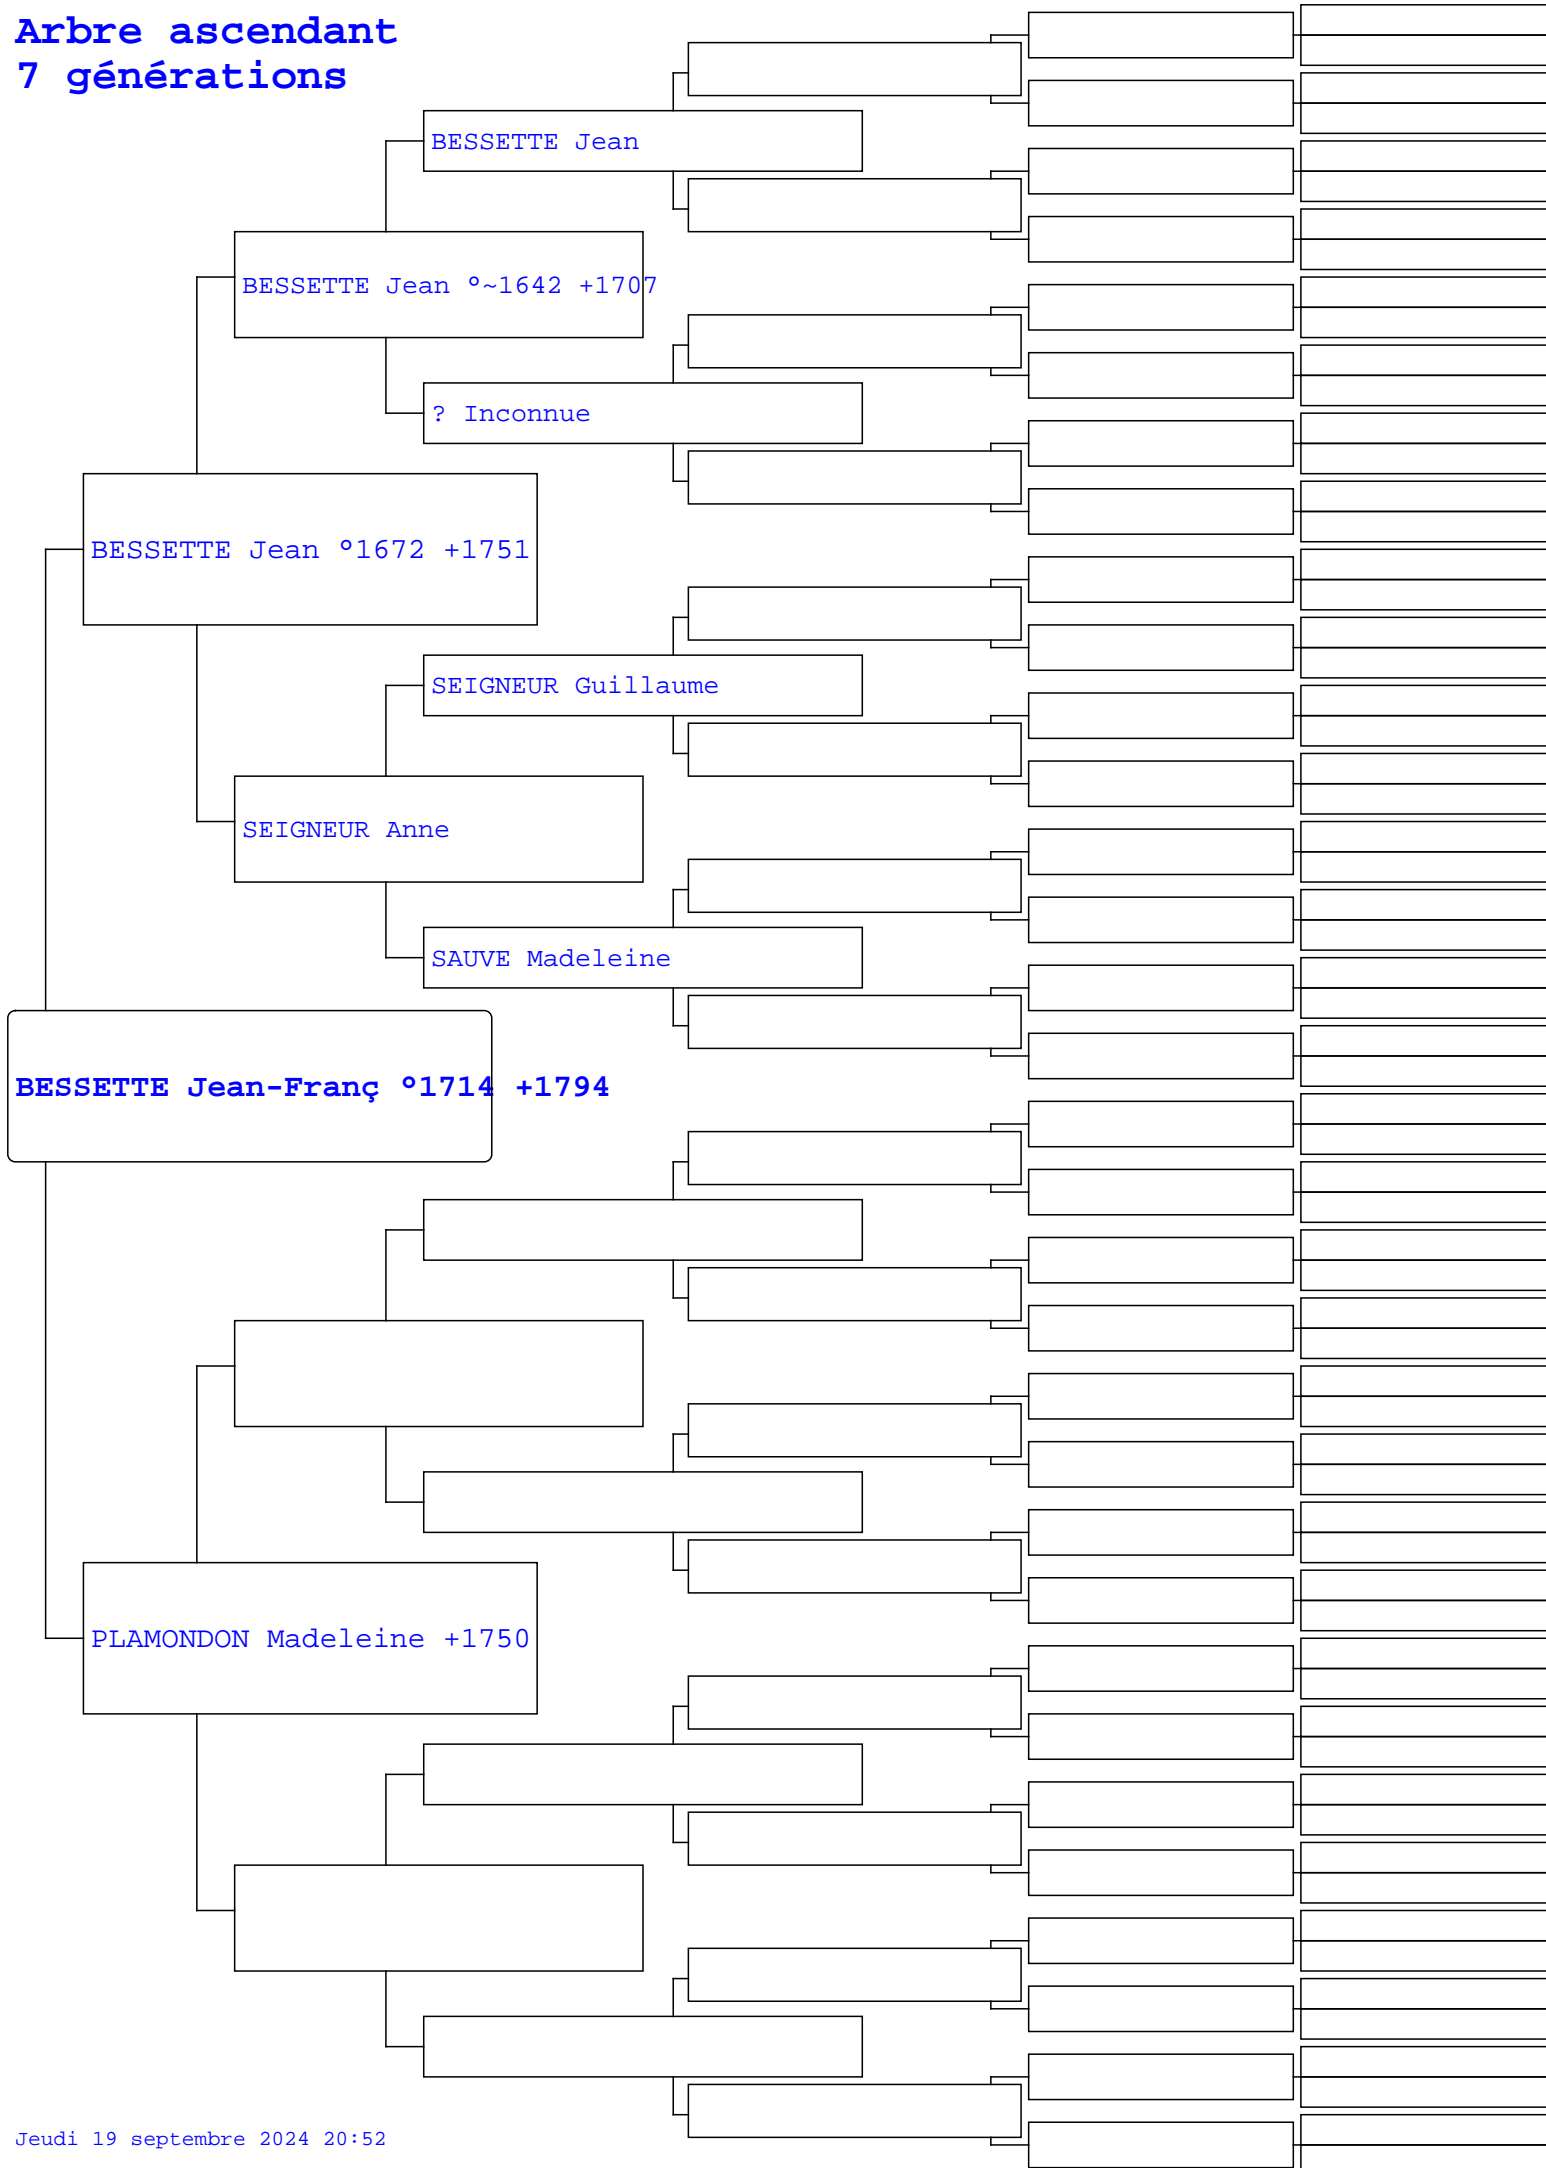 Arbre ascendant
7 générations
BESSETTE Jean
BESSETTE Jean °~1642 +1707
? Inconnue
BESSETTE Jean °1672 +1751
SEIGNEUR Guillaume
SEIGNEUR Anne
SAUVE Madeleine
BESSETTE Jean-Franç °1714 +1794
PLAMONDON Madeleine +1750
Jeudi 19 septembre 2024 20:52